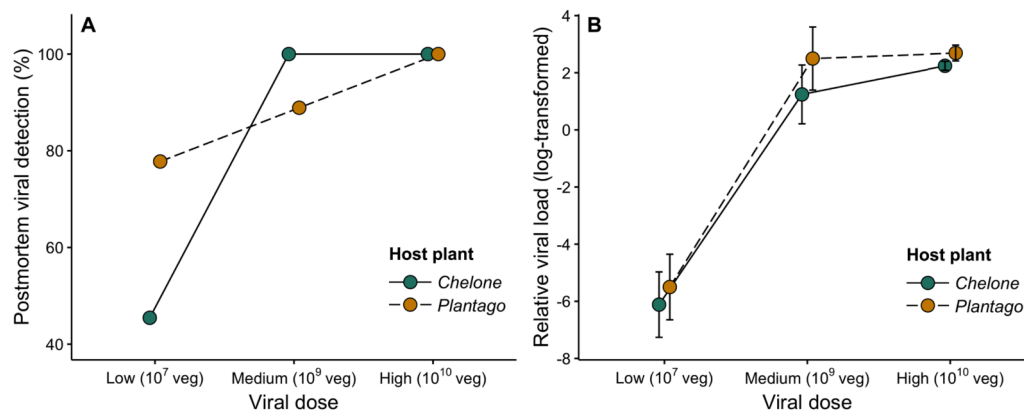 A
Postmortem viral detection (%)
100
80
60
40
Host plant
Chelone
Plantago
Low (10⁷ veg)
Medium (10⁹ veg)
High (10¹⁰ veg)
Viral dose
B
Relative viral load (log-transformed)
4
2
0
-2
-4
-6
-8
Host plant
Chelone
Plantago
Low (10⁷ veg)
Medium (10⁹ veg)
High (10¹⁰ veg)
Viral dose